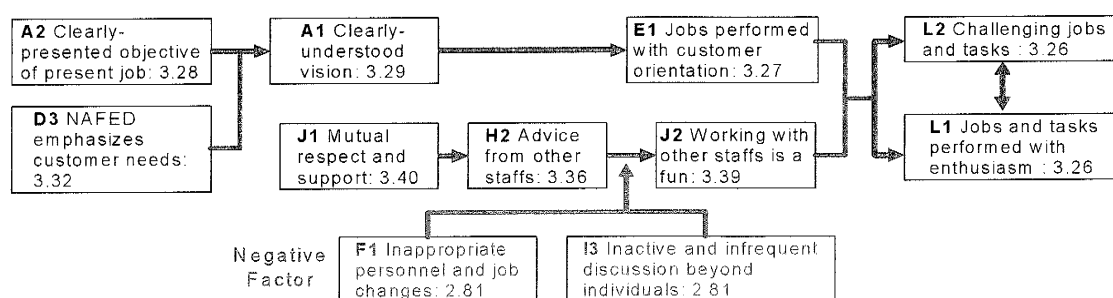 A2 Clearly-
presented objective
of present job: 3.28
A1 Clearly-
understood
vision: 3.29
E1 Jobs performed
with customer
orientation: 3.27
L2 Challenging jobs
and tasks : 3.26
D3 NAFED
emphasizes
customer needs:
3.32
J1 Mutual
respect and
support: 3.40
H2 Advice
from other
staffs: 3.36
J2 Working with
other staffs is a
fun: 3.39
L1 Jobs and tasks
performed with
enthusiasm : 3.26
Negative
Factor
F1 Inappropriate
personnel and job
changes: 2.81
I3 Inactive and infrequent
discussion beyond
individuals: 2 81